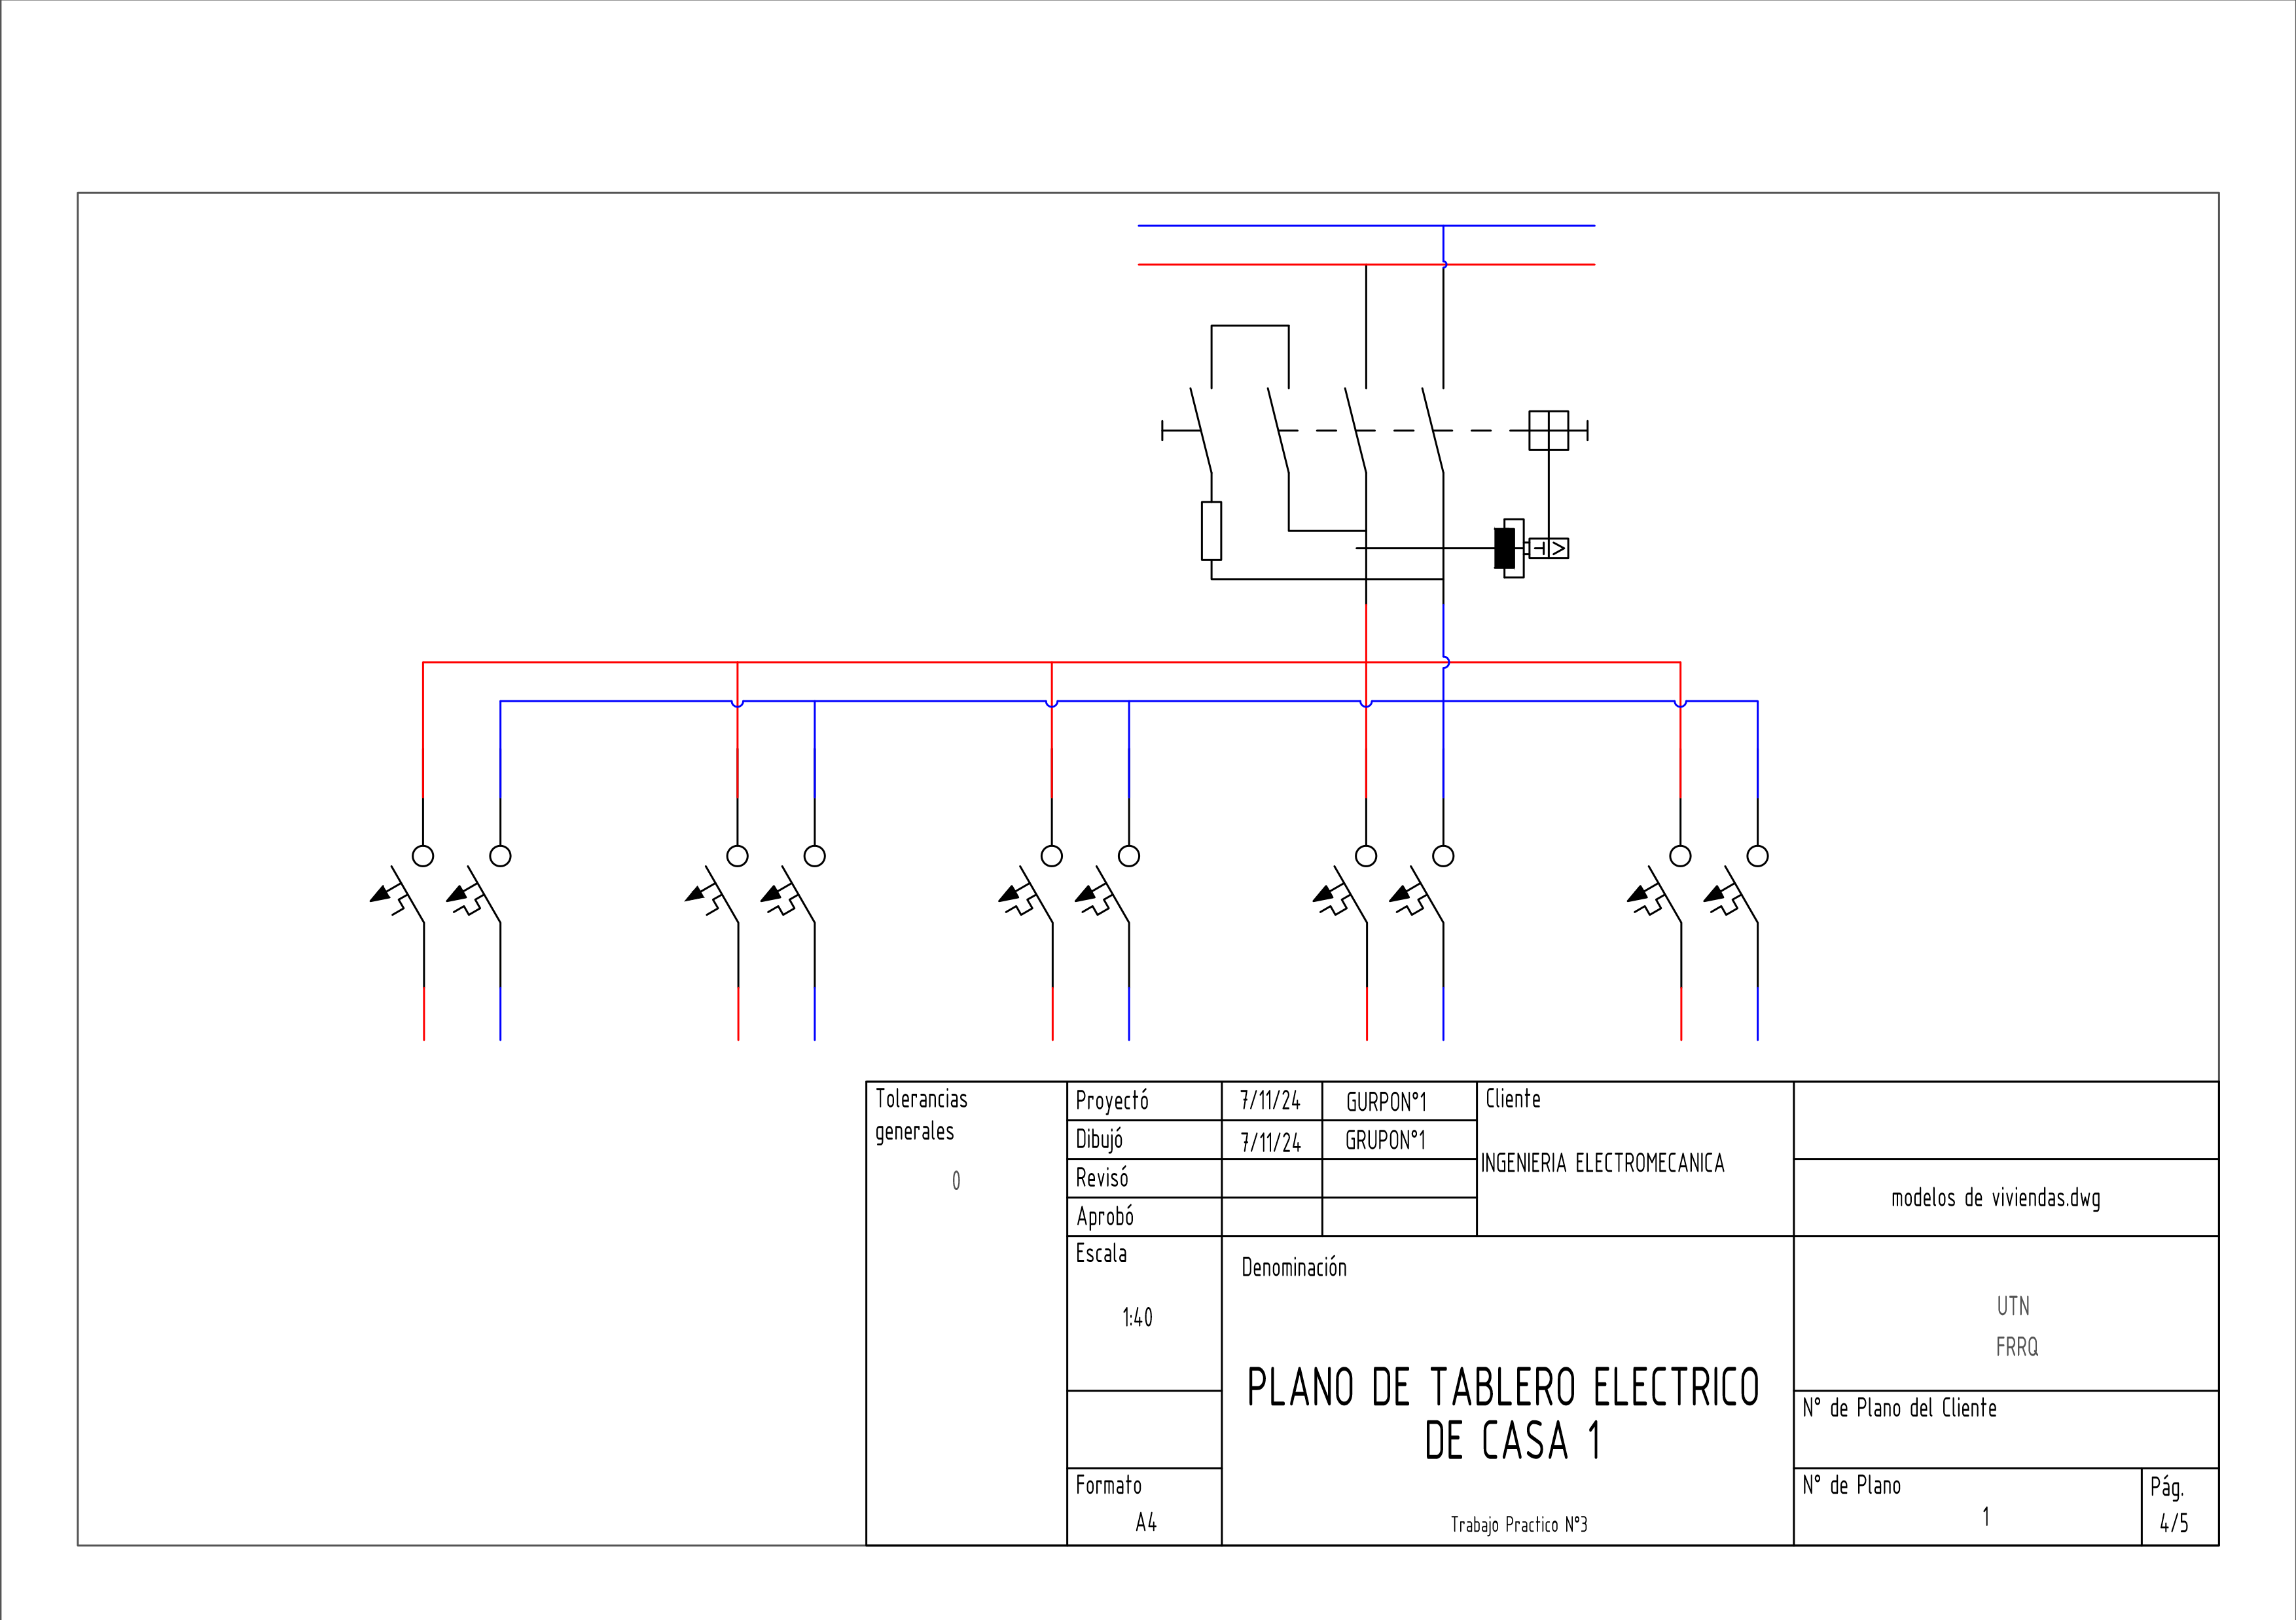 Tolerancias
generales
0
Proyectó 7/11/24 GURPON°1
Dibujó 7/11/24 GRUPON°1
Revisó
Aprobó
Cliente
INGENIERIA ELECTROMECANICA
modelos de viviendas.dwg
Escala
1:40
Denominación
PLANO DE TABLERO ELECTRICO
DE CASA 1
Trabajo Practico N°3
UTN
FRRQ
N° de Plano del Cliente
Formato
A4
N° de Plano
1
Pág.
4/5